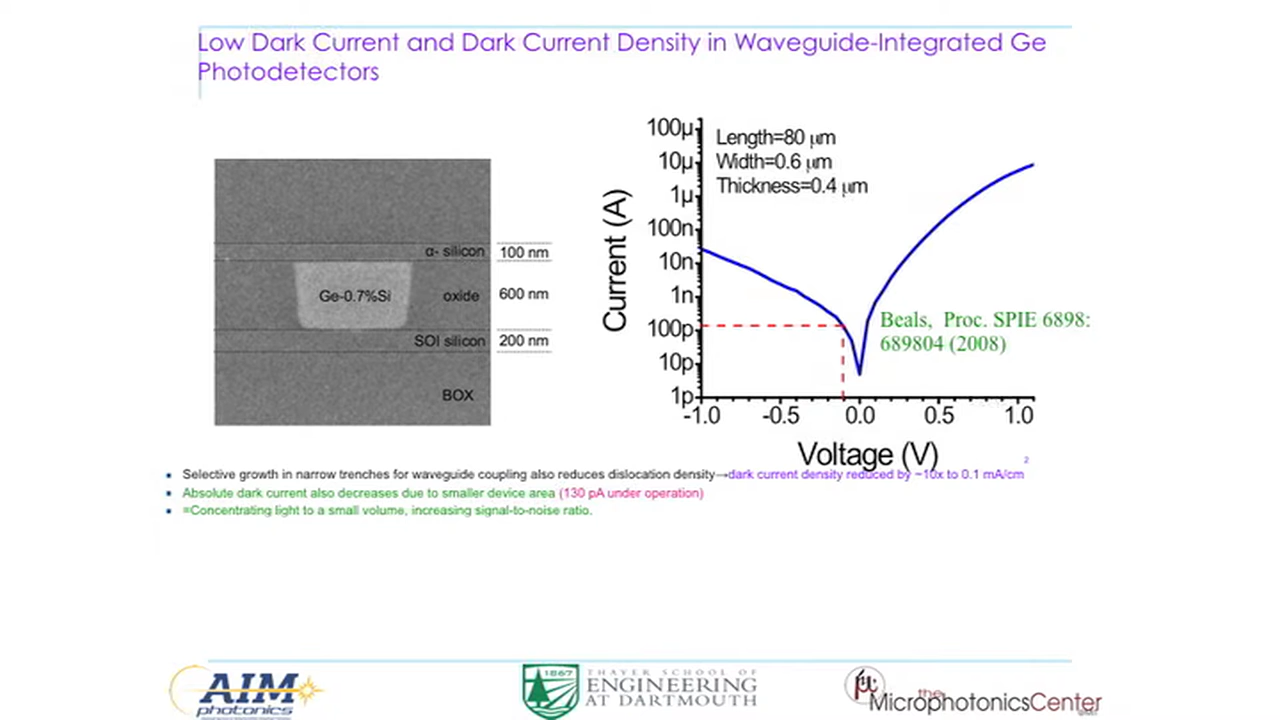 Low Dark Current and Dark Current Density in Waveguide-Integrated Ge
Photodetectors
α- silicon
100 nm
Ge-0.7%Si
oxide
600 nm
SOI silicon
200 nm
BOX
Current (A)
100μ
10μ
1μ
100n
10n
1n
100p
10p
1p
Length=80 μm
Width=0.6 μm
Thickness=0.4 μm
Beals, Proc. SPIE 6898:
689804 (2008)
-1.0
-0.5
0.0
0.5
1.0
Voltage (V)
Selective growth in narrow trenches for waveguide coupling also reduces dislocation density→dark current density reduced by ~10x to 0.1 mA/cm
2
Absolute dark current also decreases due to smaller device area (130 pA under operation)
=Concentrating light to a small volume, increasing signal-to-noise ratio.
AIM
photonics
1867
THAYER SCHOOL OF
ENGINEERING
AT DARTMOUTH
μ
the
MicrophotonicsCenter